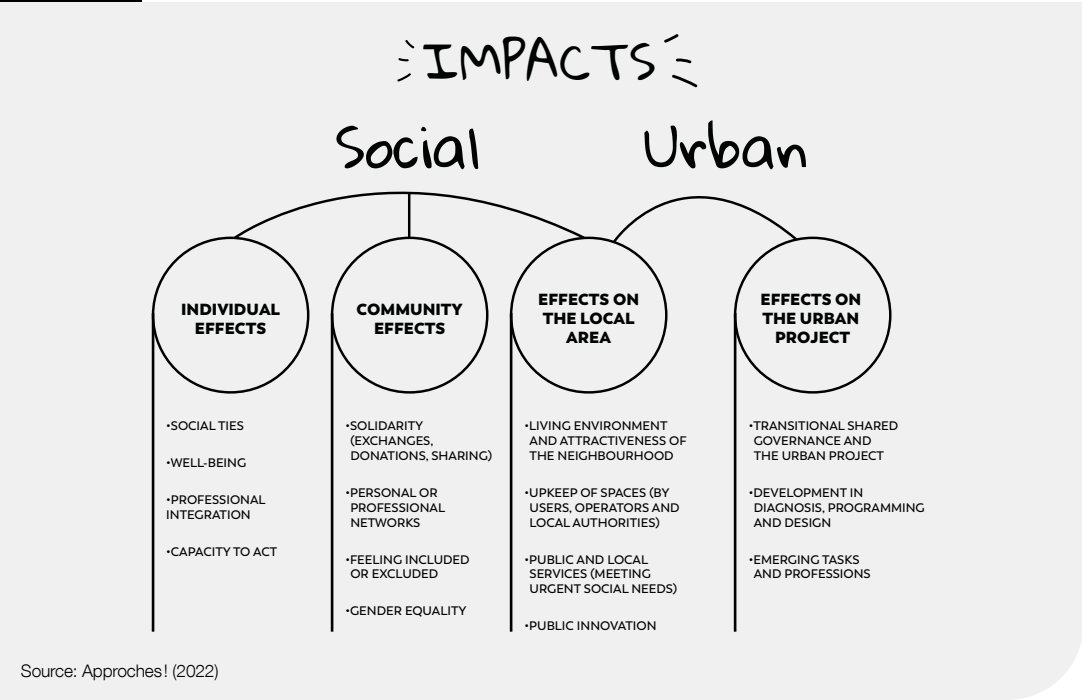 IMPACTS
Social
Urban
INDIVIDUAL
EFFECTS
COMMUNITY
EFFECTS
EFFECTS ON
THE LOCAL
AREA
EFFECTS ON
THE URBAN
PROJECT
•SOCIAL TIES
•WELL-BEING
•PROFESSIONAL
INTEGRATION
•CAPACITY TO ACT
•SOLIDARITY
(EXCHANGES,
DONATIONS, SHARING)
•PERSONAL OR
PROFESSIONAL
NETWORKS
•FEELING INCLUDED
OR EXCLUDED
•GENDER EQUALITY
•LIVING ENVIRONMENT
AND ATTRACTIVENESS OF
THE NEIGHBOURHOOD
•UPKEEP OF SPACES (BY
USERS, OPERATORS AND
LOCAL AUTHORITIES)
•PUBLIC AND LOCAL
SERVICES (MEETING
URGENT SOCIAL NEEDS)
•PUBLIC INNOVATION
•TRANSITIONAL SHARED
GOVERNANCE AND
THE URBAN PROJECT
•DEVELOPMENT IN
DIAGNOSIS, PROGRAMMING
AND DESIGN
•EMERGING TASKS
AND PROFESSIONS
Source: Approches! (2022)